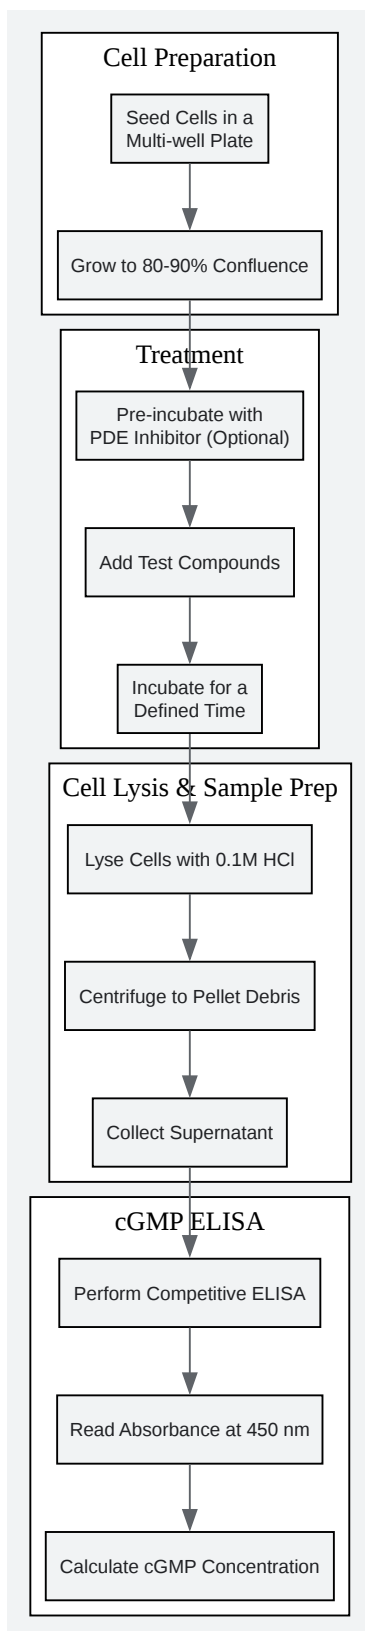 Cell Preparation
Seed Cells in a
Multi-well Plate
Grow to 80-90% Confluence
Treatment
Pre-incubate with
PDE Inhibitor (Optional)
Add Test Compounds
Incubate for a
Defined Time
Cell Lysis & Sample Prep
Lyse Cells with 0.1M HCl
Centrifuge to Pellet Debris
Collect Supernatant
cGMP ELISA
Perform Competitive ELISA
Read Absorbance at 450 nm
Calculate cGMP Concentration